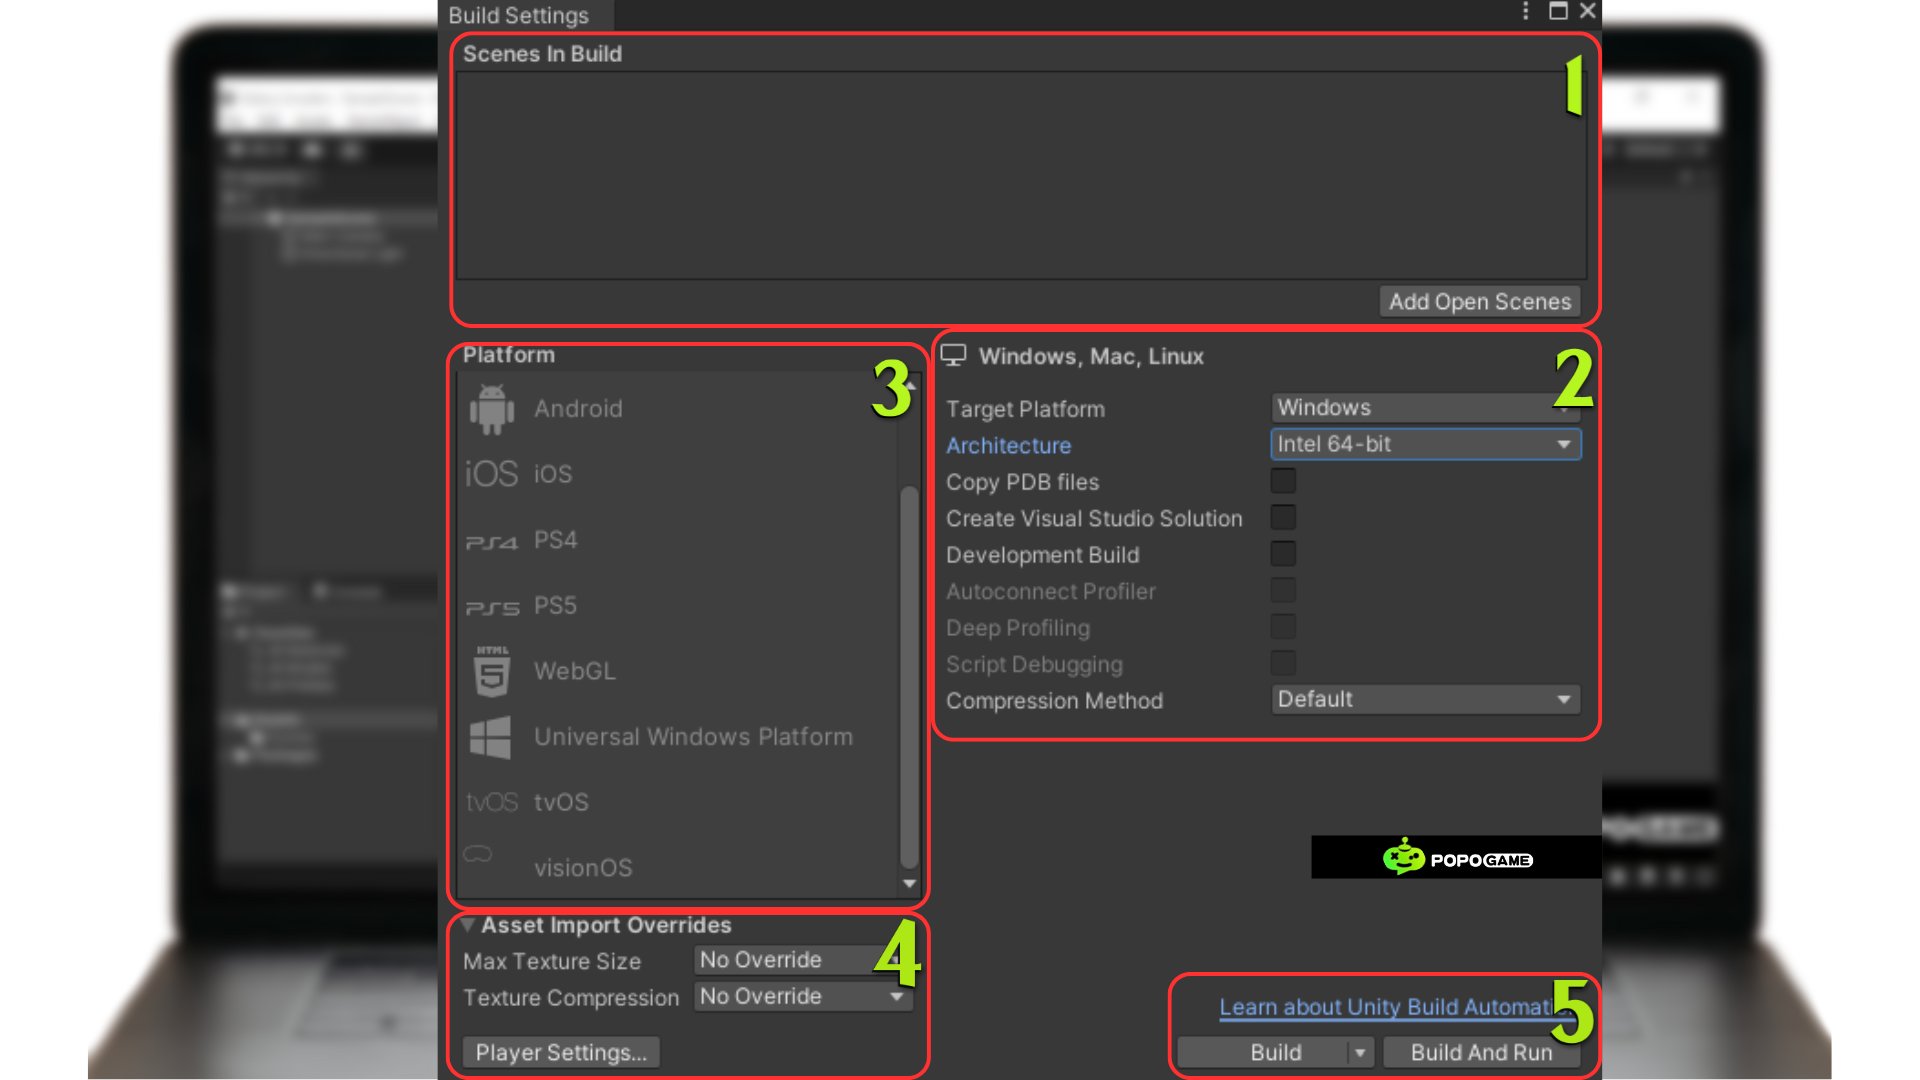 Build Settings
Scenes In Build
1
Add Open Scenes
Platform
3
Android
iOS iOS
PS4 PS4
PS5 PS5
HTML
5 WebGL
Universal Windows Platform
tvOS tvOS
visionOS
Windows, Mac, Linux
2
Target Platform Windows
Architecture Intel 64-bit
Copy PDB files
Create Visual Studio Solution
Development Build
Autoconnect Profiler
Deep Profiling
Script Debugging
Compression Method Default
POPOGAME
Asset Import Overrides
4
Max Texture Size No Override
Texture Compression No Override
Player Settings...
Learn about Unity Build Automati
5
Build Build And Run